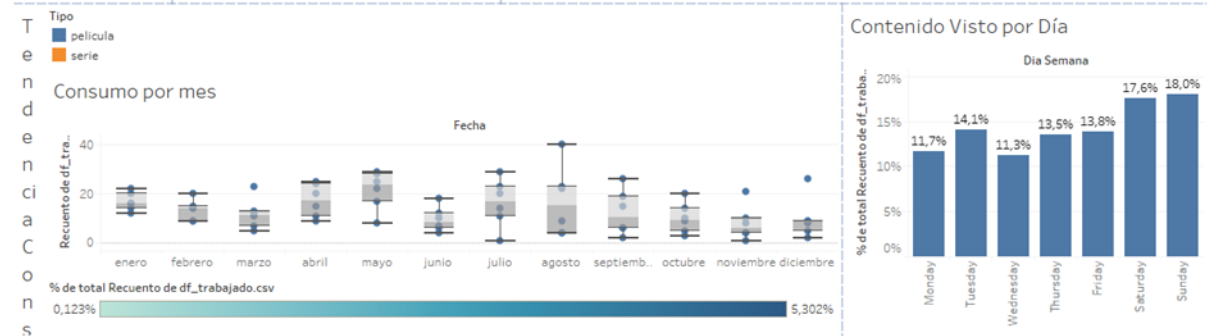 Tendencia Cons
Tipo
pelicula
serie
Consumo por mes
Fecha
Recuento de df_tra..
40
20
0
enero febrero marzo abril mayo junio julio agosto septiemb.. octubre noviembre diciembre
% de total Recuento de df_trabajado.csv
0,123% 5,302%
Contenido Visto por Día
Dia Semana
% de total Recuento de df_traba..
20%
15%
10%
5%
0%
11,7% 14,1% 11,3% 13,5% 13,8% 17,6% 18,0%
Monday Tuesday Wednesday Thursday Friday Saturday Sunday